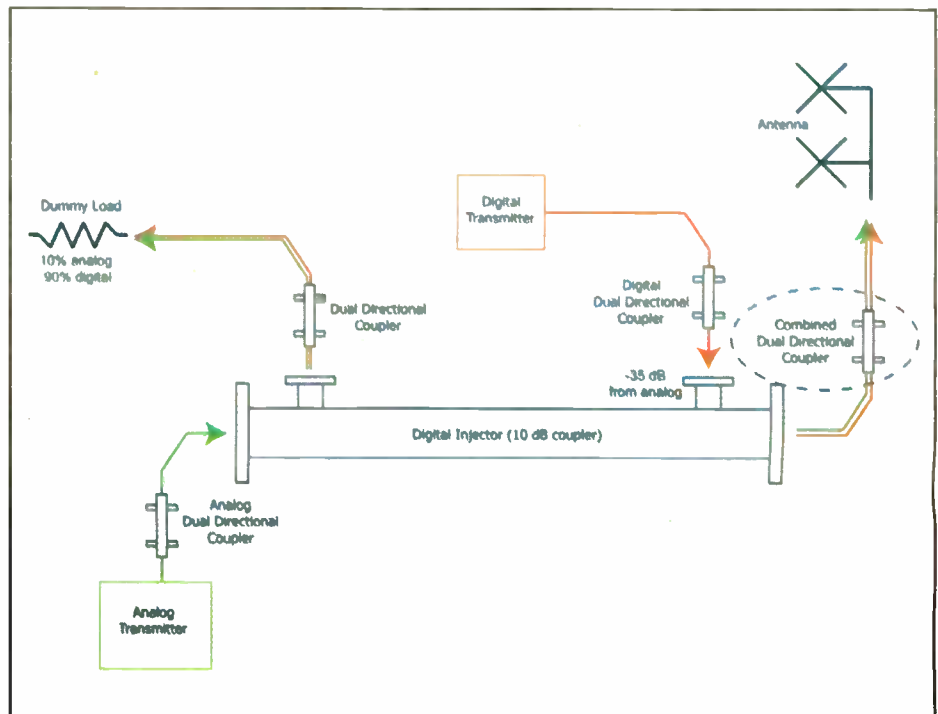 Antenna
Dummy Load
10% analog
90% digital
Digital
Transmitter
Dual Directional
Coupler
Digital
Dual Directional
Coupler
Combined
Dual Directional
Coupler
-35 dB
from analog
Digital Injector (10 dB coupler)
Analog
Dual Directional
Coupler
Analog
Transmitter